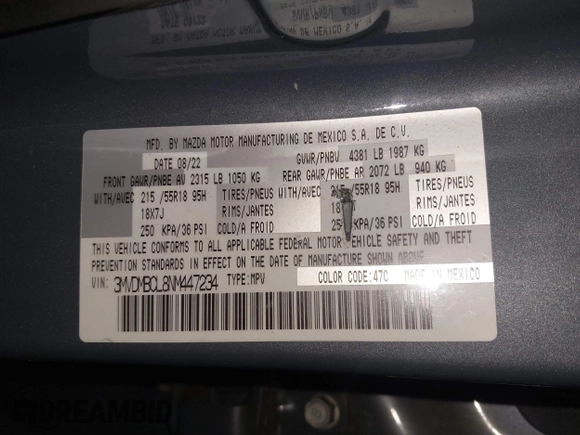 MFD. BY MAZDA MOTOR MANUFACTURING DE MEXICO S.A. DE C.V.
DATE 08/22 GVWR/PNBV 4381 LB 1987 KG
FRONT GAWR/PNBE AV 2315 LB 1050 KG REAR GAWR/PNBE AR 2072 LB 940 KG
WITH/AVEC 215 /55R18 95H TIRES/PNEUS WITH/AVEC 215 /55R18 95H TIRES/PNEUS
18X7J RIMS/JANTES 18 RIMS/JANTES
250 KPA/36 PSI COLD/A FROID 250 KPA/36 PSI COLD/A FROID
THIS VEHICLE CONFORMS TO ALL APPLICABLE FEDERAL MOTOR VEHICLE SAFETY AND THEFT
PREVENTION STANDARDS IN EFFECT ON THE DATE OF MANUFACTURE SHOWN ABOVE.
VIN: 3MVDMBCL8NM447234 TYPE:MPV COLOR CODE:47C MADE IN MEXICO
DREAMBID